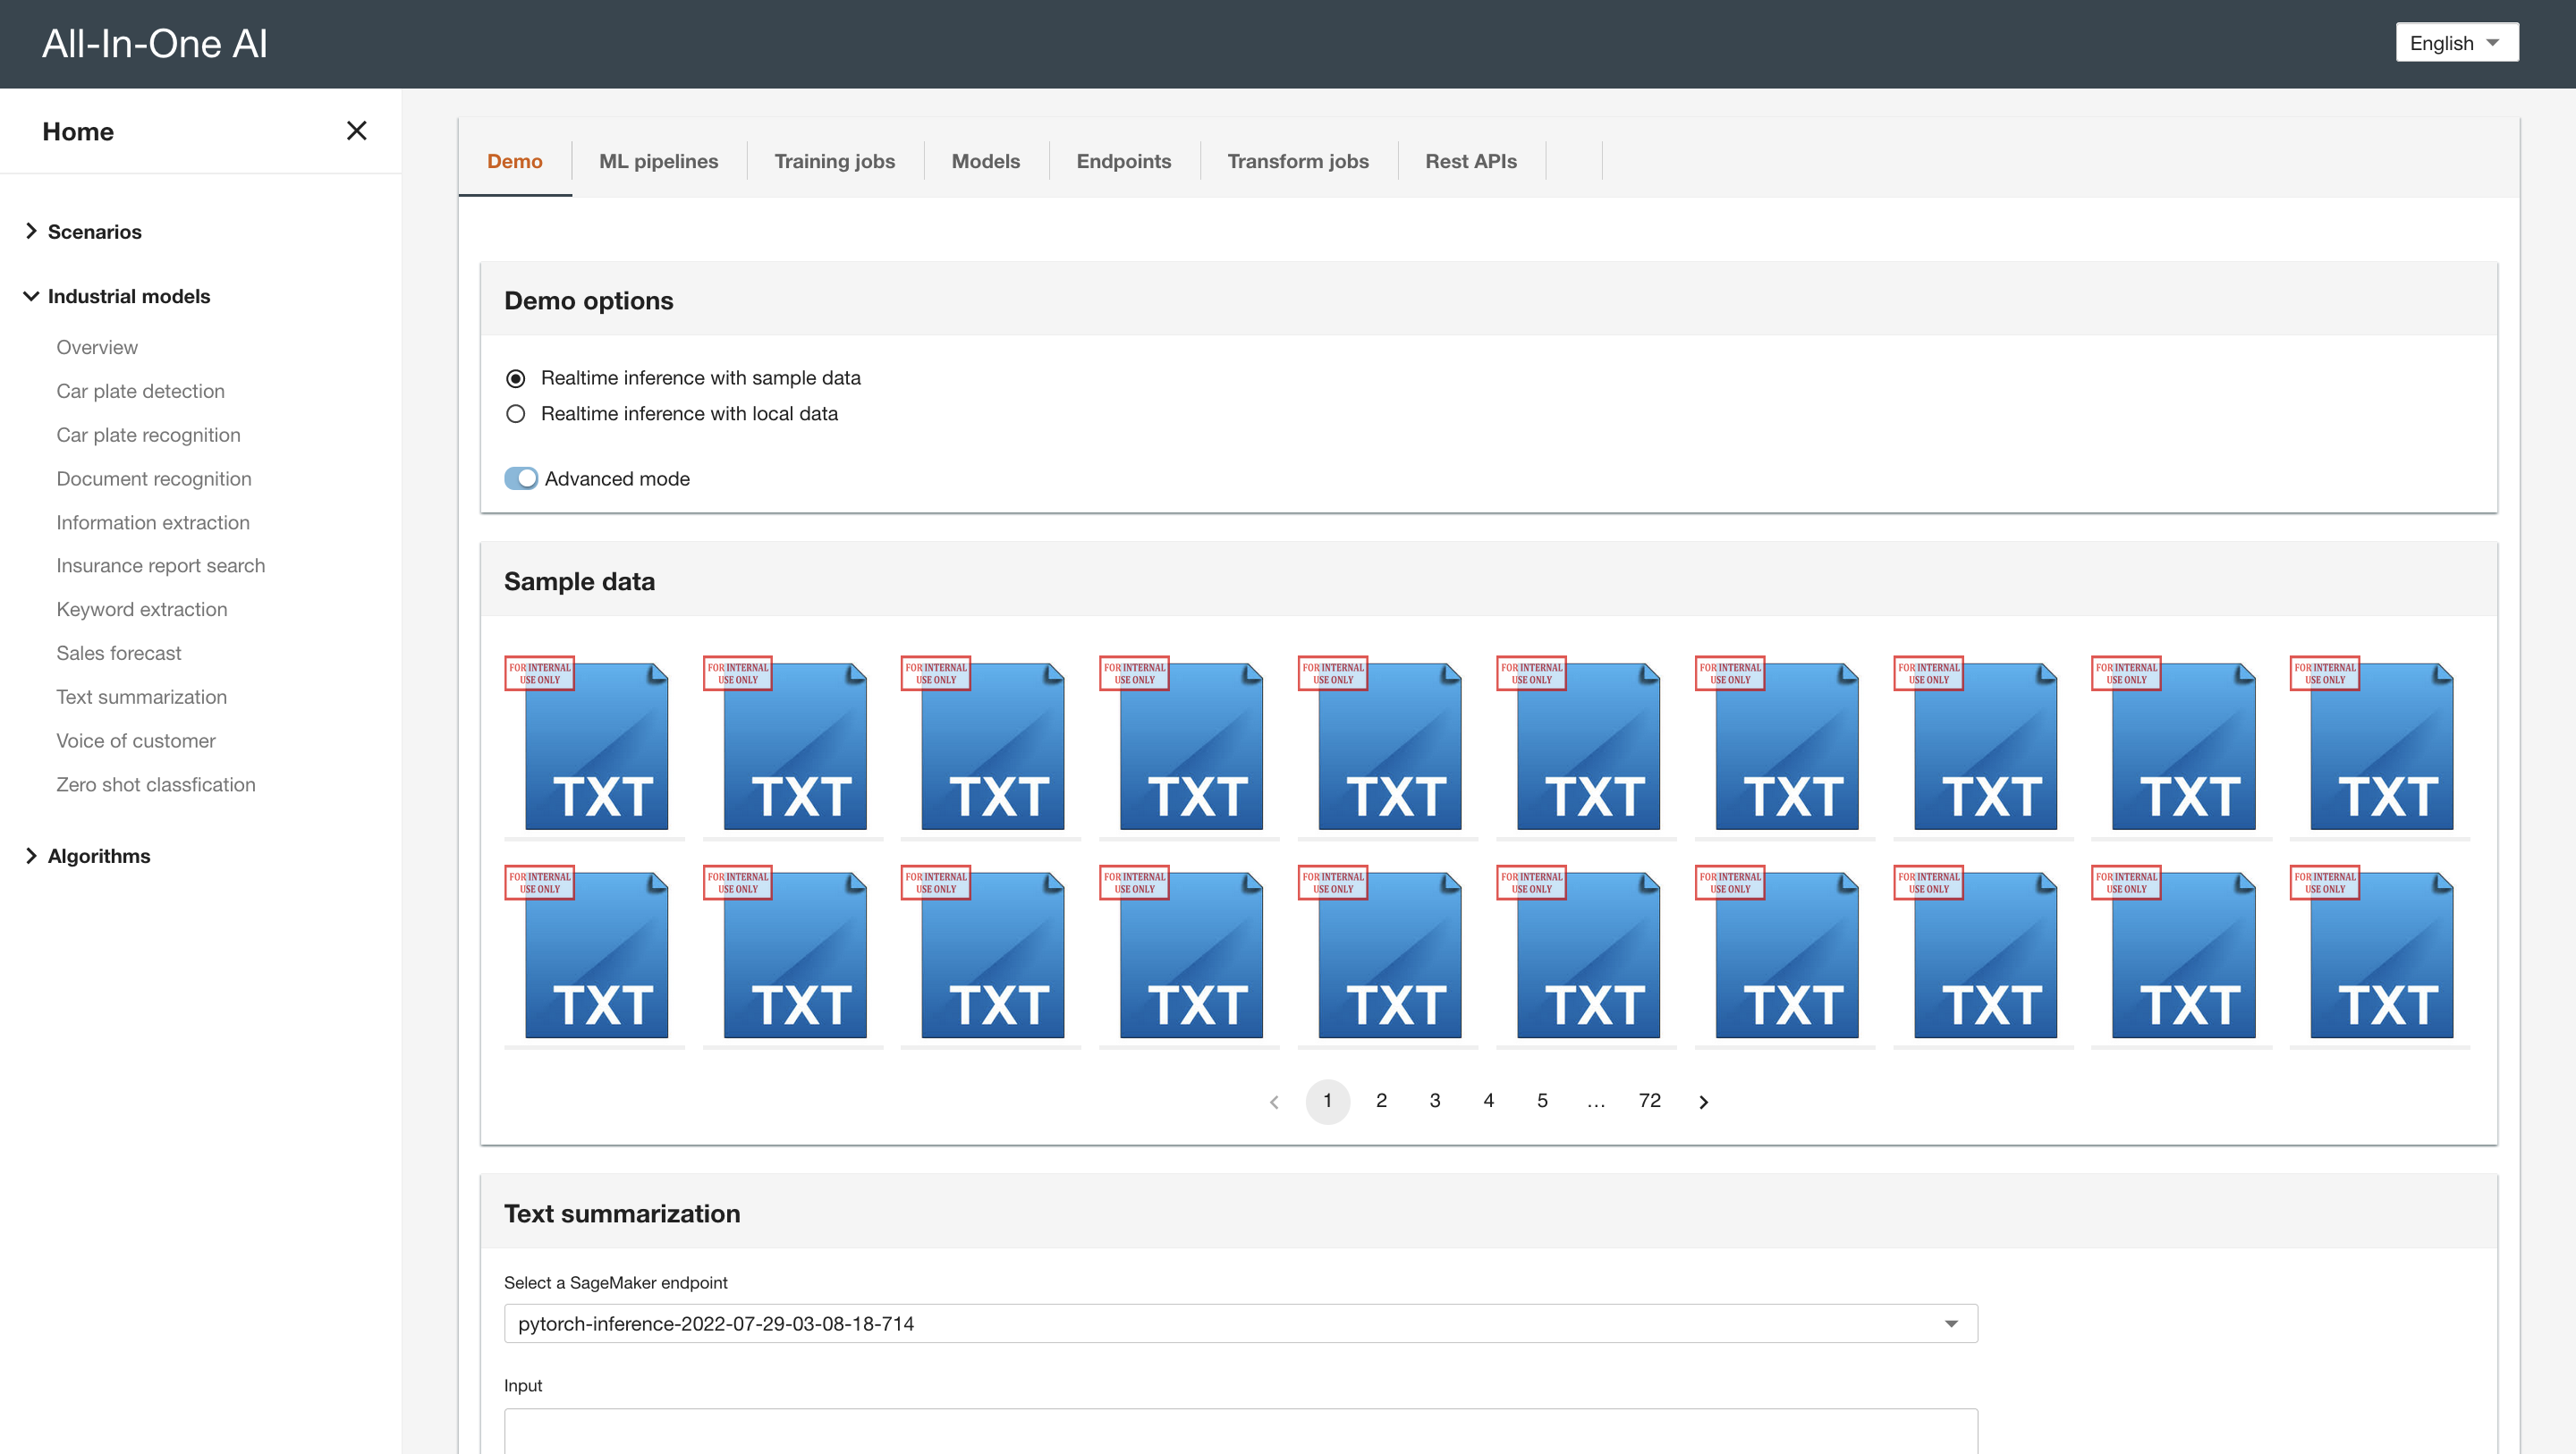 All-In-One AI
English
Home
Demo
ML pipelines
Training jobs
Models
Endpoints
Transform jobs
Rest APIs
Scenarios
Industrial models
Overview
Car plate detection
Car plate recognition
Document recognition
Information extraction
Insurance report search
Keyword extraction
Sales forecast
Text summarization
Voice of customer
Zero shot classfication
Algorithms
Demo options
Realtime inference with sample data
Realtime inference with local data
Advanced mode
Sample data
FOR INTERNAL
USE ONLY
TXT
FOR INTERNAL
USE ONLY
TXT
FOR INTERNAL
USE ONLY
TXT
FOR INTERNAL
USE ONLY
TXT
FOR INTERNAL
USE ONLY
TXT
FOR INTERNAL
USE ONLY
TXT
FOR INTERNAL
USE ONLY
TXT
FOR INTERNAL
USE ONLY
TXT
FOR INTERNAL
USE ONLY
TXT
FOR INTERNAL
USE ONLY
TXT
FOR INTERNAL
USE ONLY
TXT
FOR INTERNAL
USE ONLY
TXT
FOR INTERNAL
USE ONLY
TXT
FOR INTERNAL
USE ONLY
TXT
FOR INTERNAL
USE ONLY
TXT
FOR INTERNAL
USE ONLY
TXT
FOR INTERNAL
USE ONLY
TXT
FOR INTERNAL
USE ONLY
TXT
FOR INTERNAL
USE ONLY
TXT
FOR INTERNAL
USE ONLY
TXT
1 2 3 4 5 ... 72
Text summarization
Select a SageMaker endpoint
pytorch-inference-2022-07-29-03-08-18-714
Input